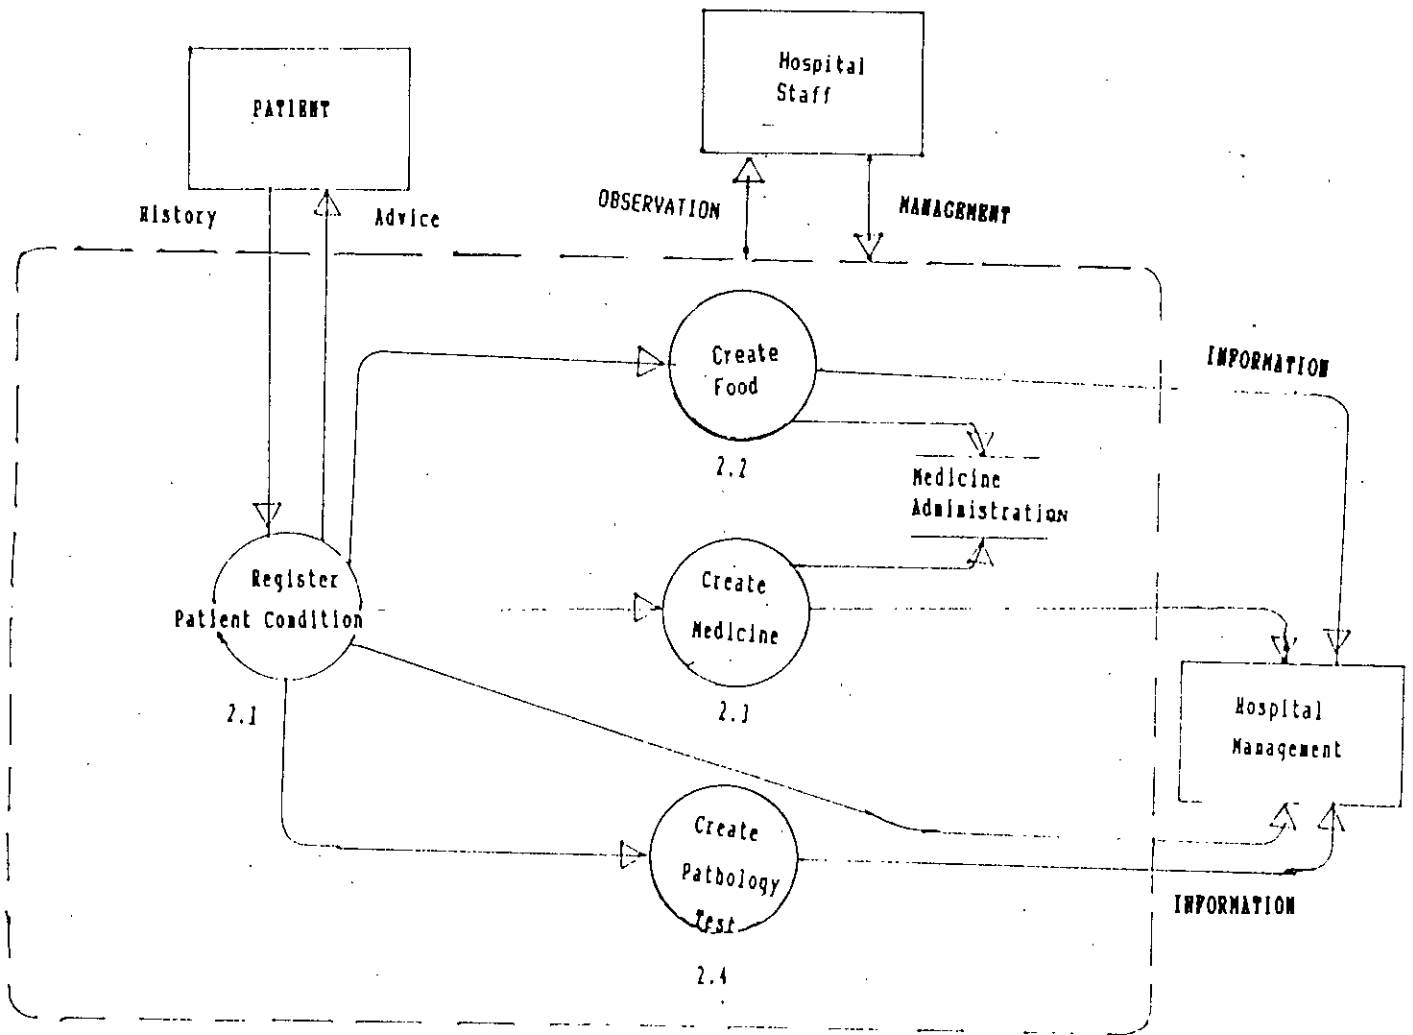 PATIENT
Hospital
Staff
History
Advice
OBSERVATION
MANAGEMENT
Create
Food
2.2
INFORMATION
Medicine
Administration
Register
Patient Condition
2.1
Create
Medicine
2.3
Hospital
Management
Create
Pathology
Test
2.4
INFORMATION